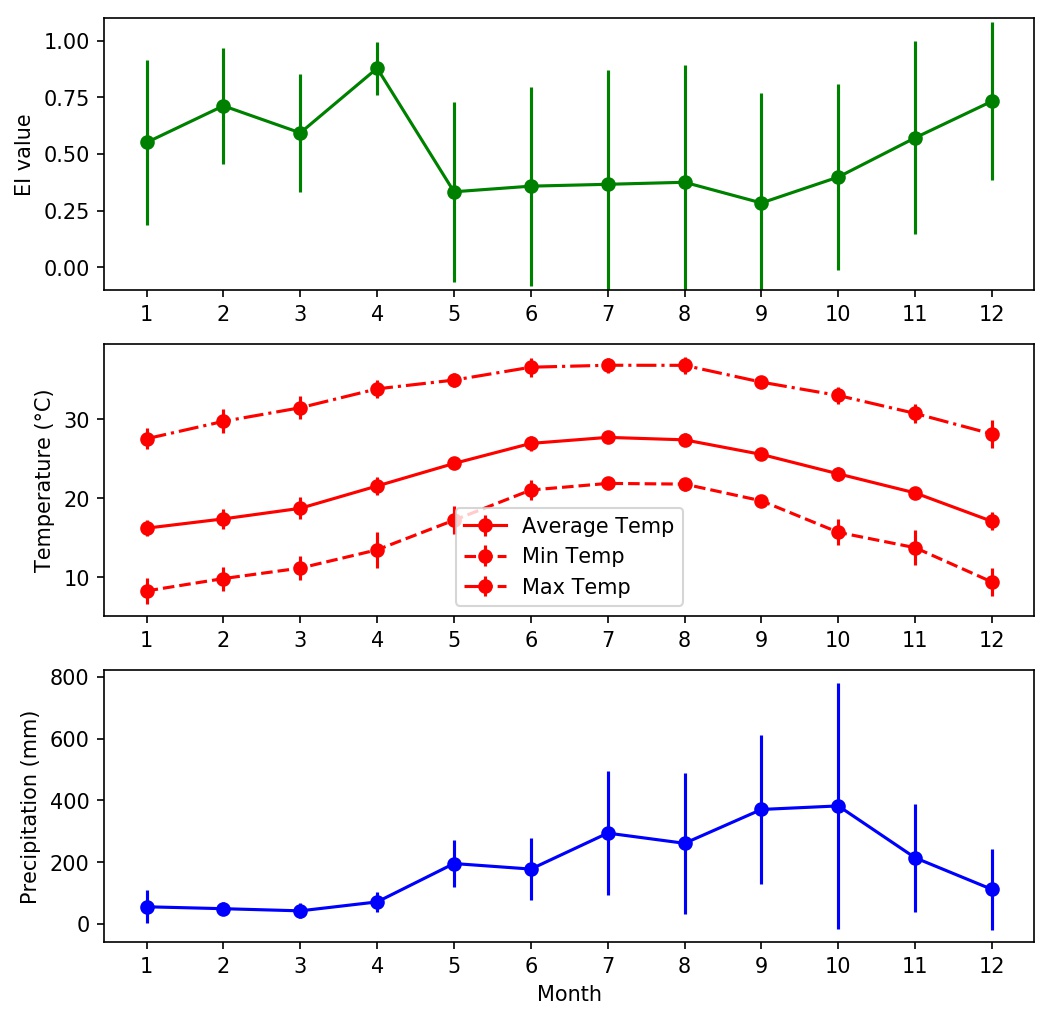 EI value
1.00
0.75
0.50
0.25
0.00
1 2 3 4 5 6 7 8 9 10 11 12
Temperature (°C)
30
20
10
Average Temp
Min Temp
Max Temp
1 2 3 4 5 6 7 8 9 10 11 12
Precipitation (mm)
800
600
400
200
0
1 2 3 4 5 6 7 8 9 10 11 12
Month